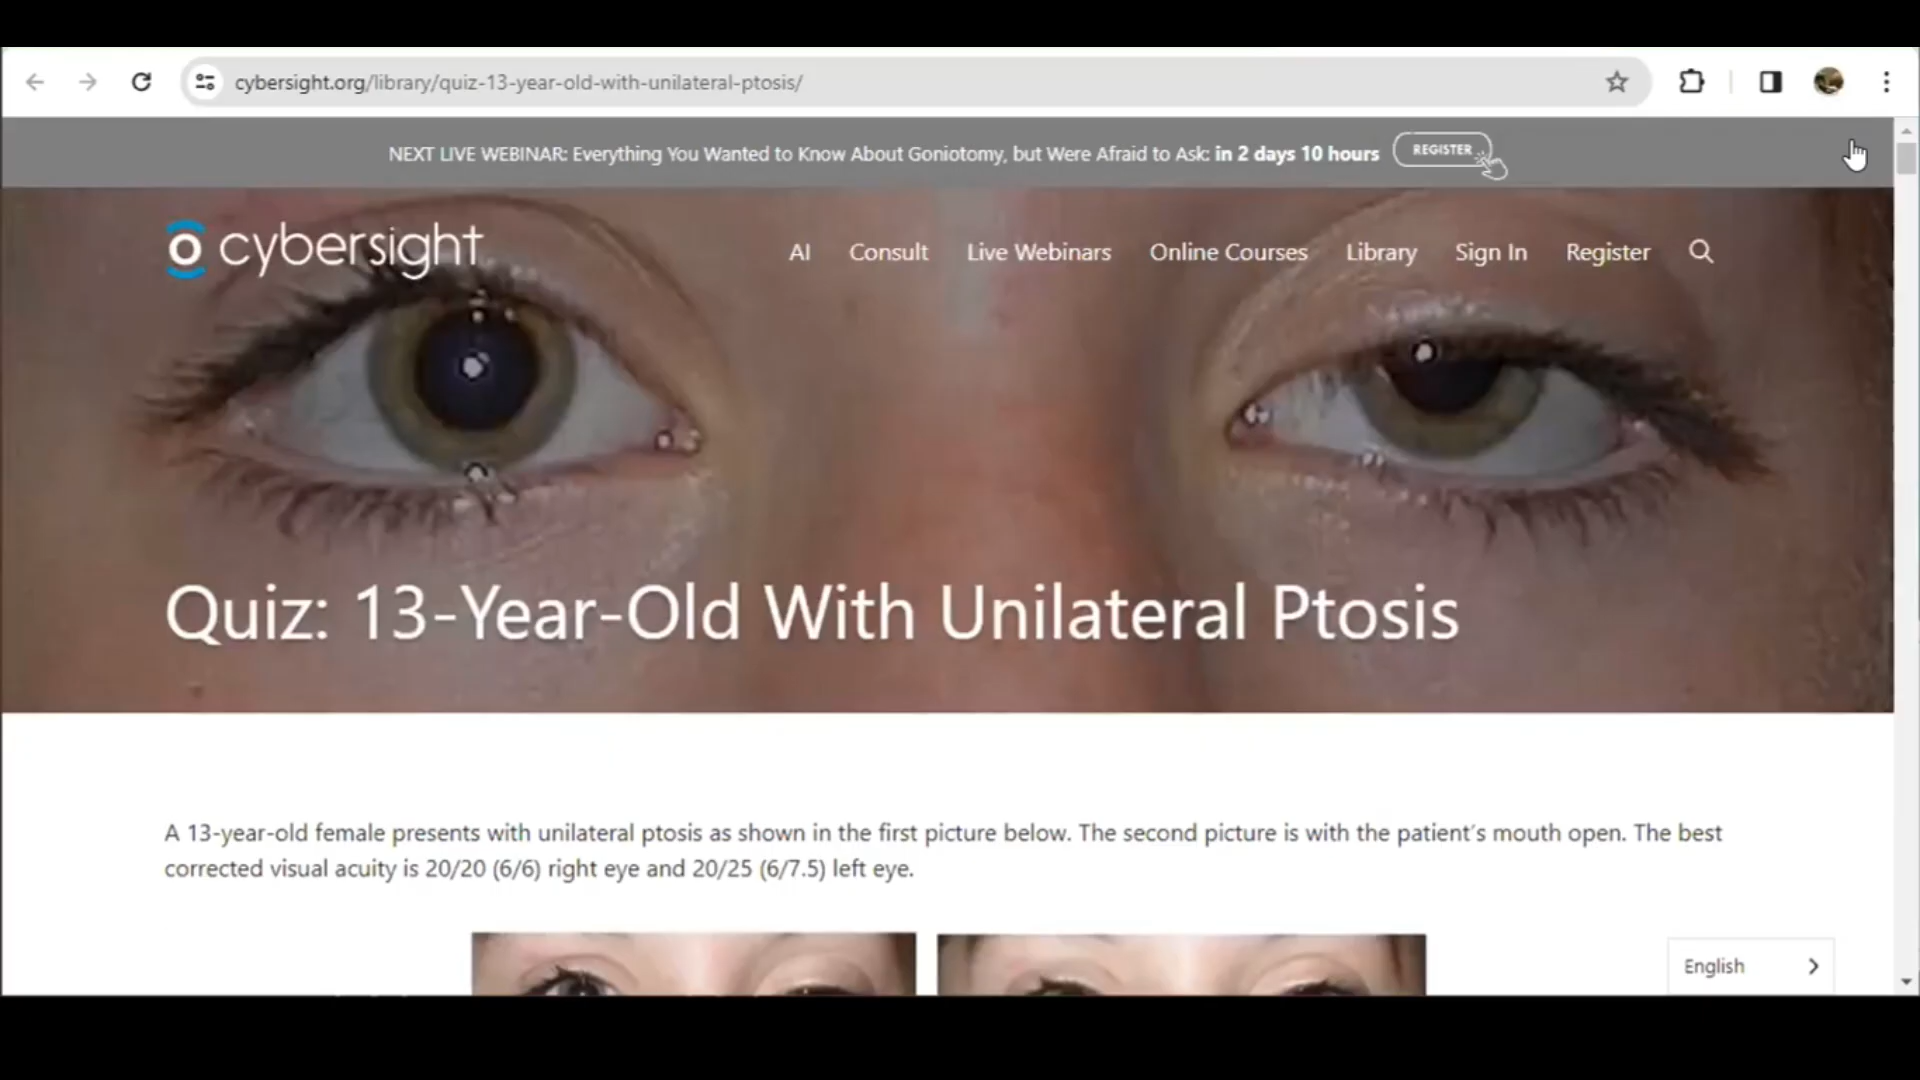 cybersight.org/library/quiz-13-year-old-with-unilateral-ptosis/
NEXT LIVE WEBINAR: Everything You Wanted to Know About Goniotomy, but Were Afraid to Ask: in 2 days 10 hours REGISTER
cybersight AI Consult Live Webinars Online Courses Library Sign In Register
Quiz: 13-Year-Old With Unilateral Ptosis
A 13-year-old female presents with unilateral ptosis as shown in the first picture below. The second picture is with the patient's mouth open. The best
corrected visual acuity is 20/20 (6/6) right eye and 20/25 (6/7.5) left eye.
English